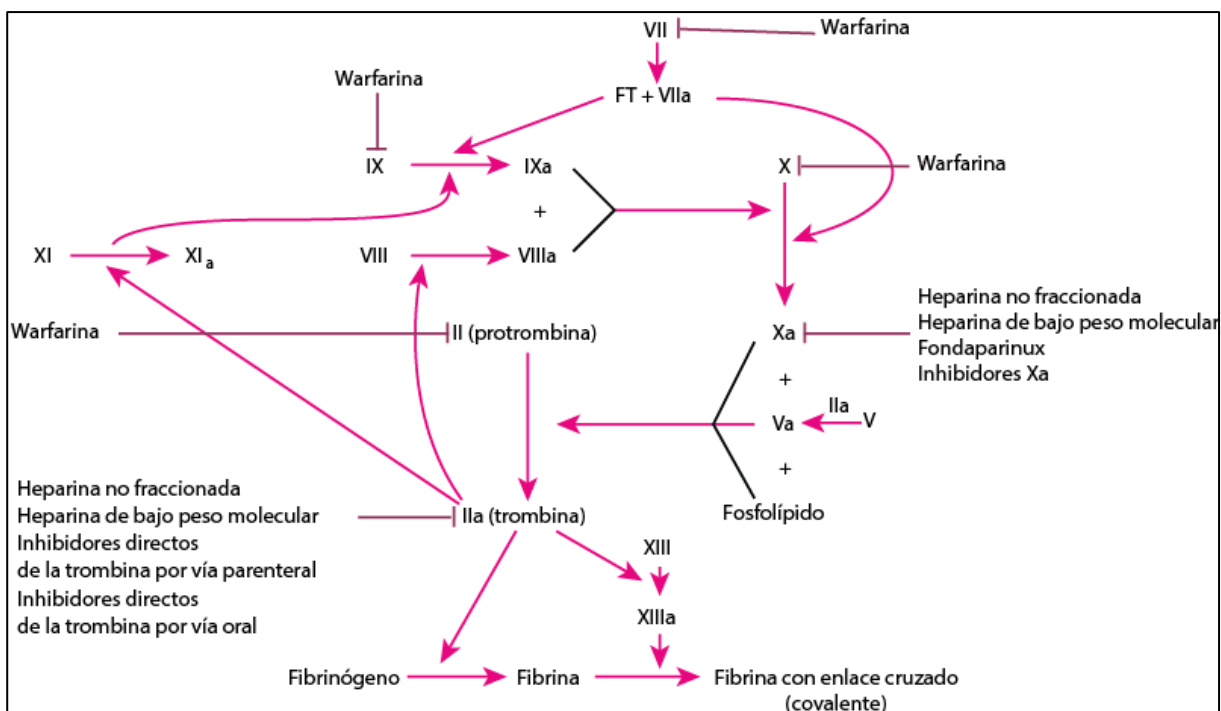 VII
Warfarina
Warfarina
FT + VIIa
IX
IXa
X
Warfarina
+
XI
XI a
VIII
VIIIa
Warfarina
II (protrombina)
Xa
Heparina no fraccionada
Heparina de bajo peso molecular
Fondaparinux
Inhibidores Xa
+
IIa
Va
V
+
Fosfolípido
Heparina no fraccionada
Heparina de bajo peso molecular
Inhibidores directos
de la trombina por vía parenteral
Inhibidores directos
de la trombina por vía oral
IIa (trombina)
XIII
XIIIa
Fibrinógeno
Fibrina
Fibrina con enlace cruzado
(covalente)